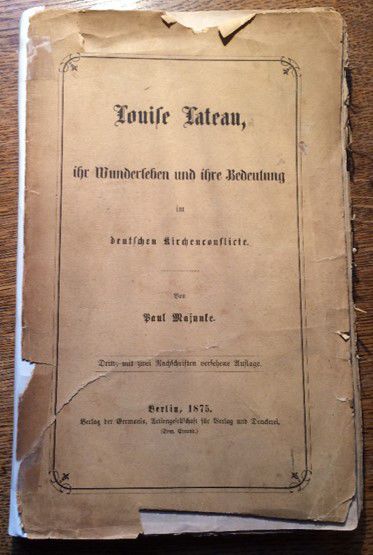 Louise Lateau,
ihr Wunderleben und ihre Bedeutung
im
deutschen Kirchenconflicte.
Von
Paul Majunke.
Dritte, mit zwei Nachschriften versehene Auflage.
Berlin, 1875.
Verlag der Germania, Actiengesellschaft für Verlag und Druckerei.